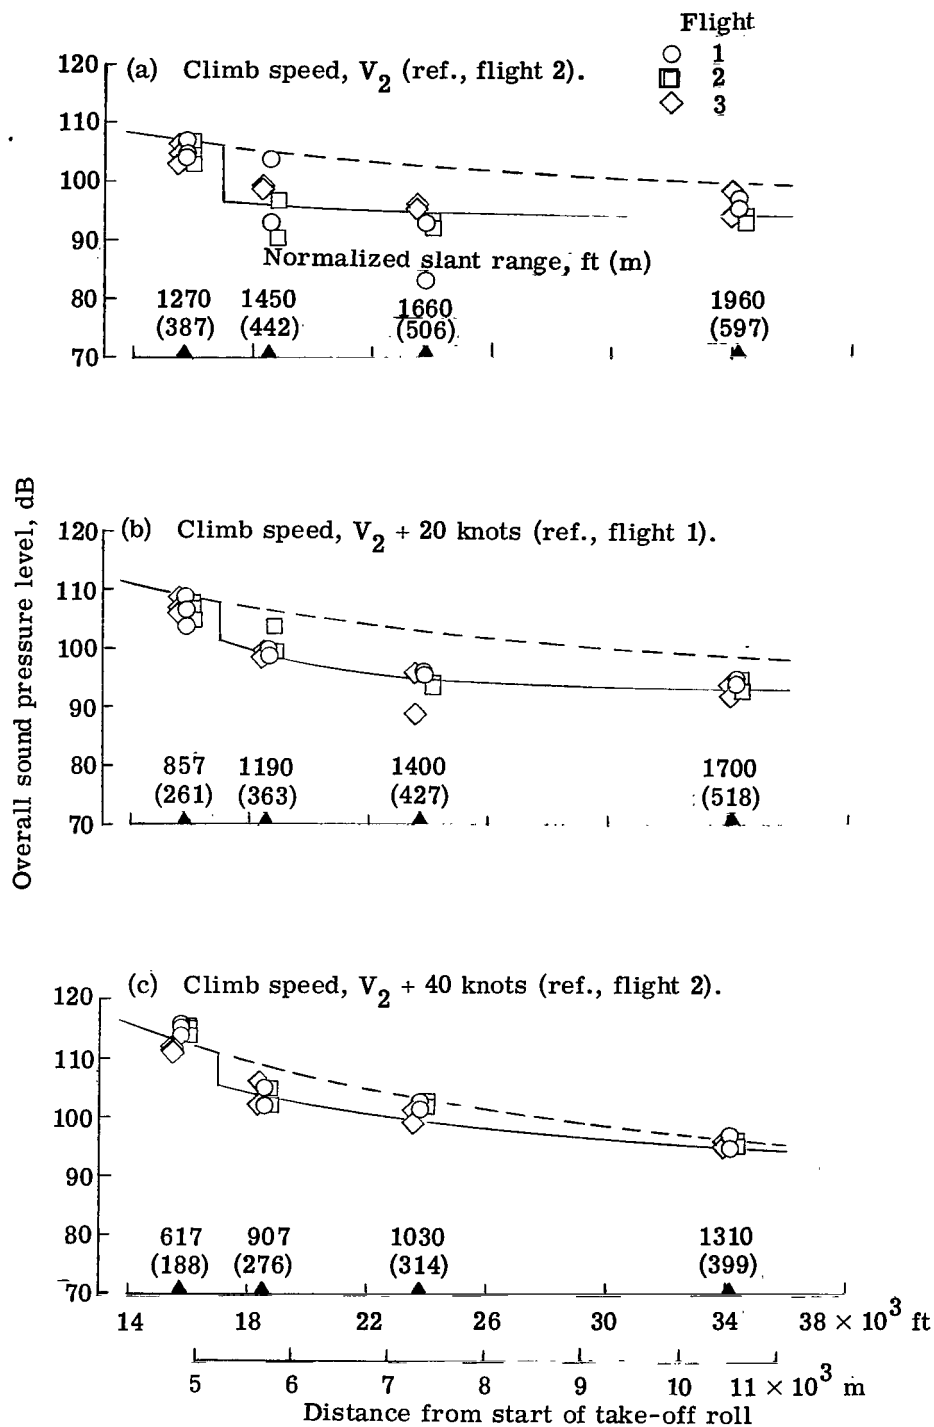 Flight
1
2
3
(a) Climb speed, V2 (ref., flight 2).
120
110
100
90
80
70
Normalized slant range, ft (m)
1270 1450 1660 1960
(387) (442) (506) (597)
Overall sound pressure level, dB
(b) Climb speed, V2 + 20 knots (ref., flight 1).
120
110
100
90
80
70
857 1190 1400 1700
(261) (363) (427) (518)
(c) Climb speed, V2 + 40 knots (ref., flight 2).
120
110
100
90
80
70
617 907 1030 1310
(188) (276) (314) (399)
14 18 22 26 30 34 38 × 10³ ft
5 6 7 8 9 10 11 × 10³ m
Distance from start of take-off roll